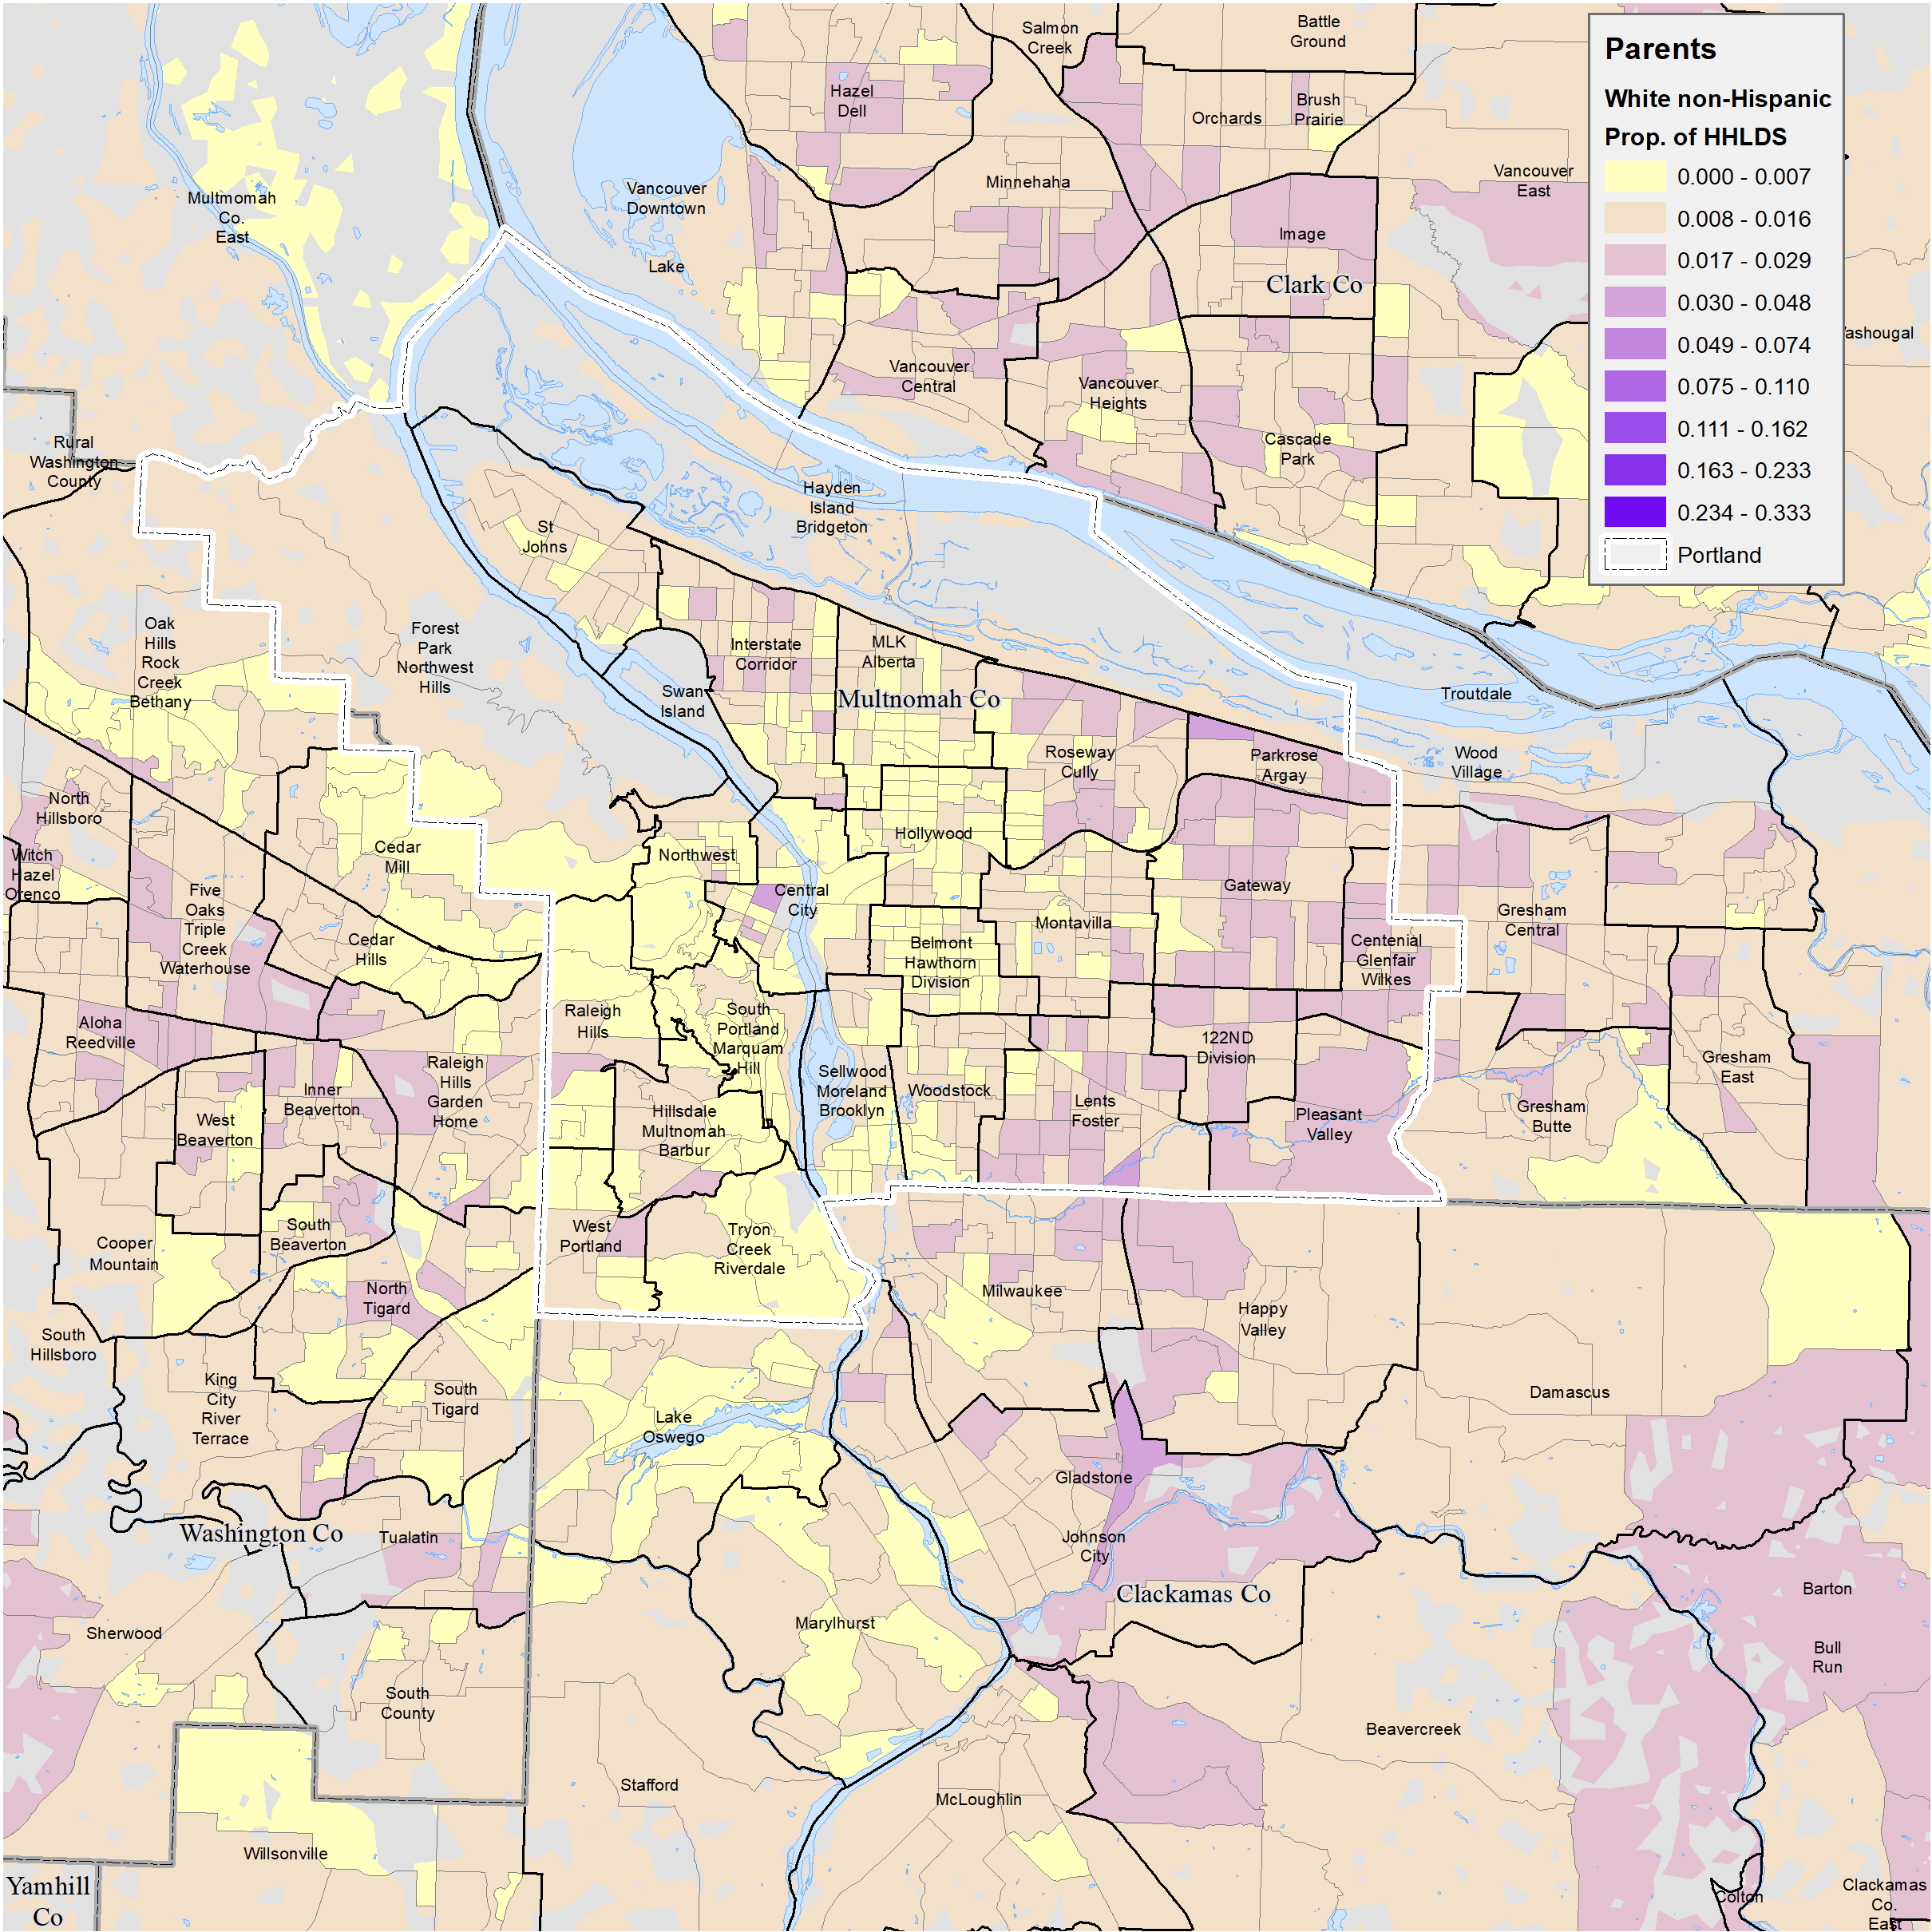 Parents
White non-Hispanic
Prop. of HHLDS
0.000 - 0.007
0.008 - 0.016
0.017 - 0.029
0.030 - 0.048
0.049 - 0.074
0.075 - 0.110
0.111 - 0.162
0.163 - 0.233
0.234 - 0.333
Portland
Salmon
Creek
Battle
Ground
Hazel
Dell
Orchards
Brush
Prairie
Vancouver
East
Minnehaha
Vancouver
Downtown
Lake
Multmomah
Co.
East
Image
Clark Co
ashougal
Vancouver
Central
Vancouver
Heights
Cascade
Park
Rural
Washington
County
Hayden
Island
Bridgeton
St
Johns
Oak
Hills
Rock
Creek
Bethany
Forest
Park
Northwest
Hills
Interstate
Corridor
MLK
Alberta
Swan
Island
Multnomah Co
Troutdale
Roseway
Cully
Parkrose
Argay
Wood
Village
North
Hillsboro
Witch
Hazel
Orenco
Cedar
Mill
Northwest
Hollywood
Five
Oaks
Triple
Creek
Waterhouse
Central
City
Gateway
Cedar
Hills
Montavilla
Belmont
Hawthorn
Division
Centenial
Glenfair
Wilkes
Gresham
Central
Aloha
Reedville
Raleigh
Hills
South
Portland
Marquam
Hill
122ND
Division
Gresham
East
Raleigh
Hills
Garden
Home
Inner
Beaverton
West
Beaverton
Sellwood
Moreland
Brooklyn
Woodstock
Lents
Foster
Hillsdale
Multnomah
Barbur
Pleasant
Valley
Gresham
Butte
Cooper
Mountain
South
Beaverton
West
Portland
Tryon
Creek
Riverdale
North
Tigard
Milwaukee
Happy
Valley
South
Hillsboro
King
City
River
Terrace
South
Tigard
Lake
Oswego
Damascus
Gladstone
Washington Co
Tualatin
Johnson
City
Clackamas Co
Barton
Sherwood
Marylhurst
Bull
Run
South
County
Beavercreek
Stafford
McLoughlin
Willsonville
Yamhill
Co
Colton
Clackamas
Co.
East